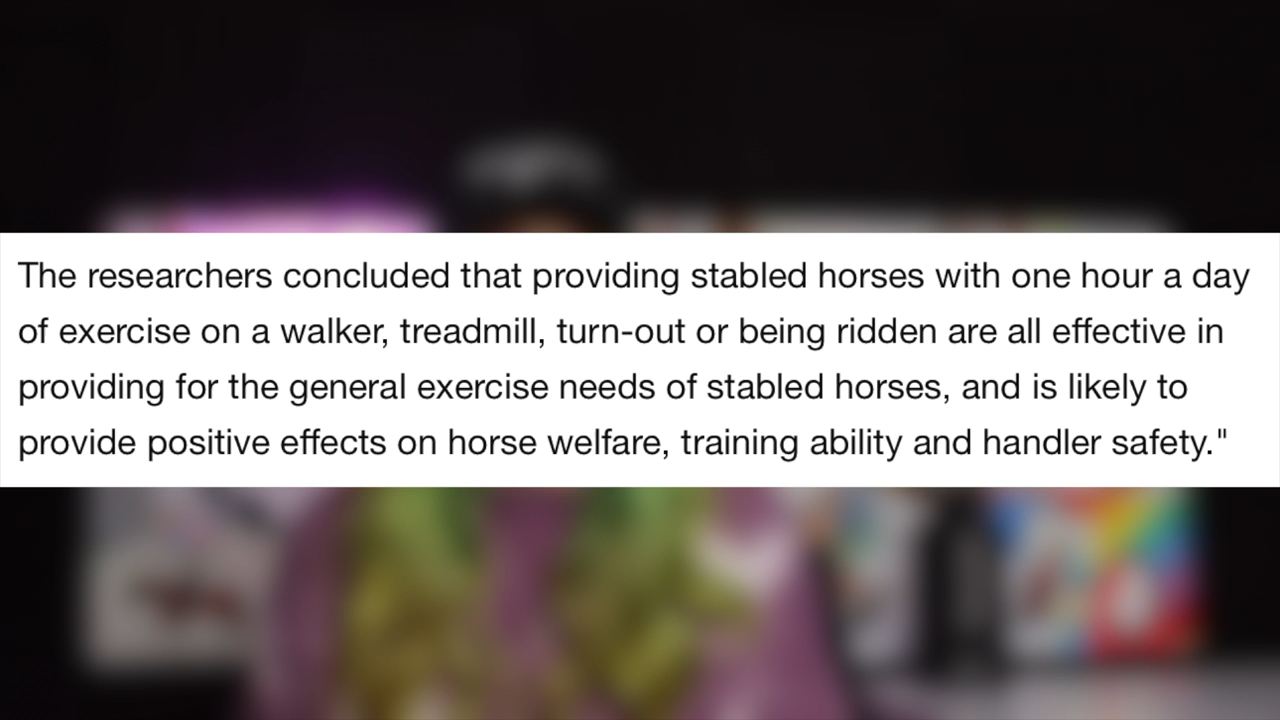 The researchers concluded that providing stabled horses with one hour a day
of exercise on a walker, treadmill, turn-out or being ridden are all effective in
providing for the general exercise needs of stabled horses, and is likely to
provide positive effects on horse welfare, training ability and handler safety."